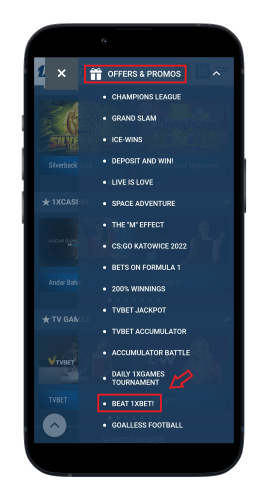 OFFERS & PROMOS
CHAMPIONS LEAGUE
GRAND SLAM
ICE-WINS
DEPOSIT AND WIN!
Silverback
LIVE IS LOVE
SPACE ADVENTURE
★ 1XCASI
THE "M" EFFECT
CS:GO KATOWICE 2022
BETS ON FORMULA 1
Andar Bah
200% WINNINGS
TVBET JACKPOT
★ TV GAMES
TVBET ACCUMULATOR
ACCUMULATOR BATTLE
TVBET
DAILY 1XGAMES
TOURNAMENT
TVBET
BEAT 1XBET!
GOALLESS FOOTBALL